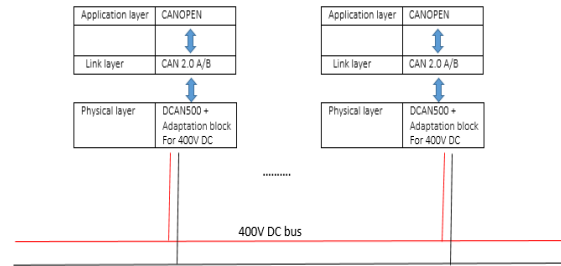 Application layer CANOPEN
Link layer CAN 2.0 A/B
Physical layer DCAN500 +
Adaptation block
For 400V DC
Application layer CANOPEN
Link layer CAN 2.0 A/B
Physical layer DCAN500 +
Adaptation block
For 400V DC
..........
400V DC bus